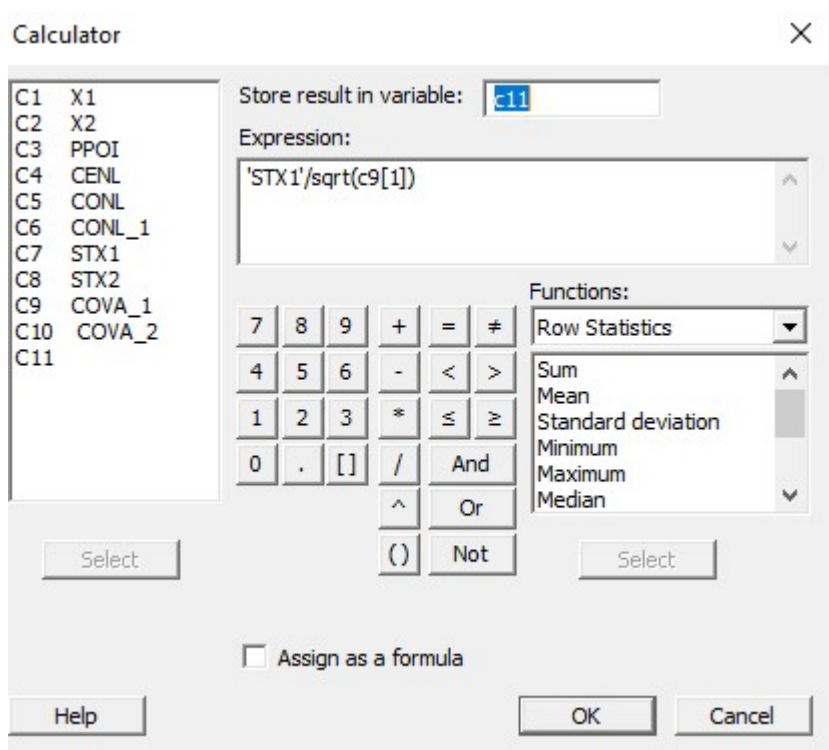 Calculator
C1 X1
C2 X2
C3 PPOI
C4 CENL
C5 CONL
C6 CONL_1
C7 STX1
C8 STX2
C9 COVA_1
C10 COVA_2
C11
Select
Store result in variable: c11
Expression:
'STX1'/sqrt(c9[1])
7 8 9 + = ≠
4 5 6 - < >
1 2 3 * ≤ ≥
0 . [] / And
^ Or
() Not
Functions:
Row Statistics
Sum
Mean
Standard deviation
Minimum
Maximum
Median
Select
Assign as a formula
Help
OK
Cancel